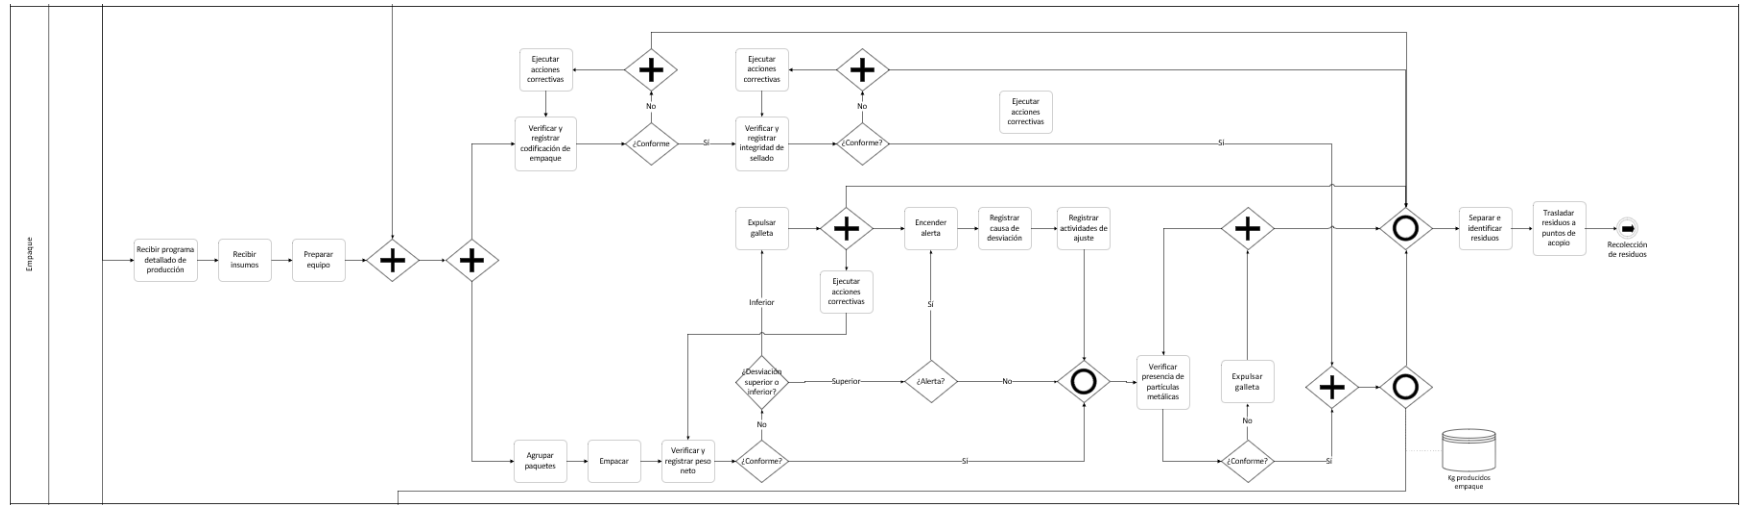 Empaque
Recibir programa
detallado de
producción
Recibir
insumos
Preparar
equipo
Ejecutar
acciones
correctivas
Verificar y
registrar
codificación de
empaque
No
¿Conforme
Sí
Ejecutar
acciones
correctivas
Verificar y
registrar
integridad de
sellado
No
¿Conforme?
Ejecutar
acciones
correctivas
Sí
Expulsar
galleta
Encender
alerta
Registrar
causa de
desviación
Registrar
actividades de
ajuste
Ejecutar
acciones
correctivas
Inferior
Sí
¿Desviación
superior o
inferior?
Superior
¿Alerta?
No
No
Agrupar
paquetes
Empacar
Verificar y
registrar peso
neto
¿Conforme?
Sí
Verificar
presencia de
partículas
metálicas
Expulsar
galleta
No
¿Conforme?
Sí
Separar e
identificar
residuos
Trasladar
residuos a
puntos de
acopio
Recolección
de residuos
Kg producidos
empaque